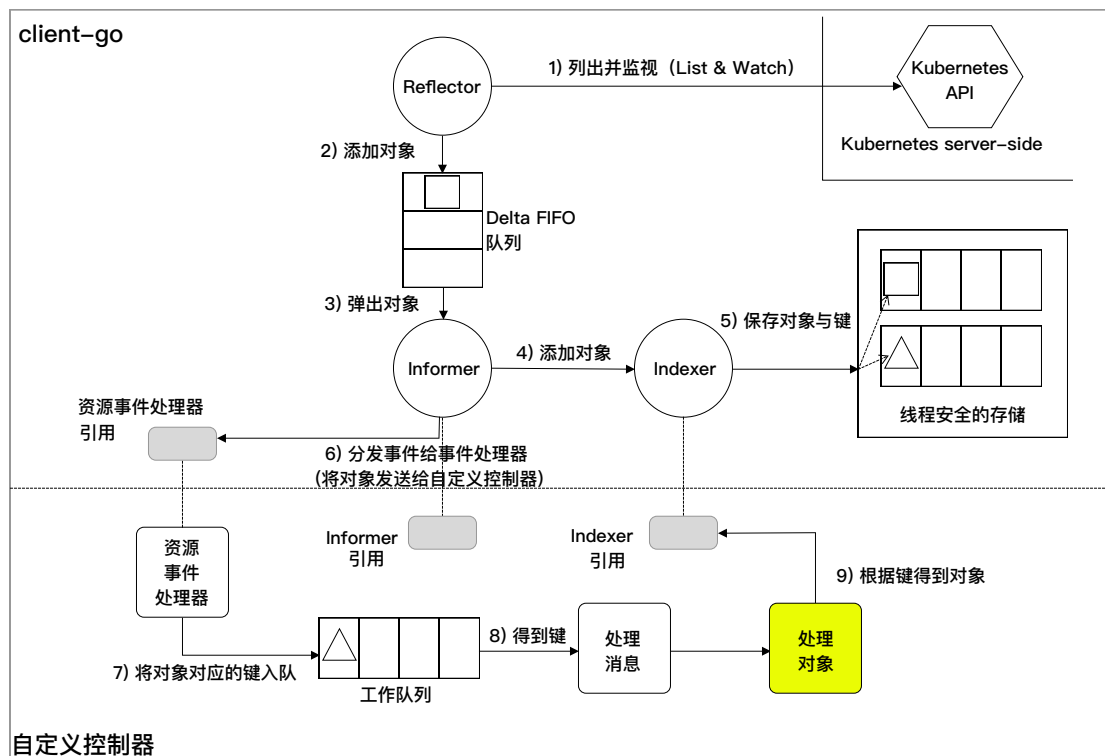 client-go
Reflector
1) 列出并监视（List & Watch）
Kubernetes
API
Kubernetes server-side
2) 添加对象
Delta FIFO
队列
3) 弹出对象
Informer
4) 添加对象
Indexer
5) 保存对象与键
线程安全的存储
资源事件处理器
引用
6) 分发事件给事件处理器
(将对象发送给自定义控制器)
资源
事件
处理器
Informer
引用
Indexer
引用
9) 根据键得到对象
7) 将对象对应的键入队
工作队列
8) 得到键
处理
消息
处理
对象
自定义控制器